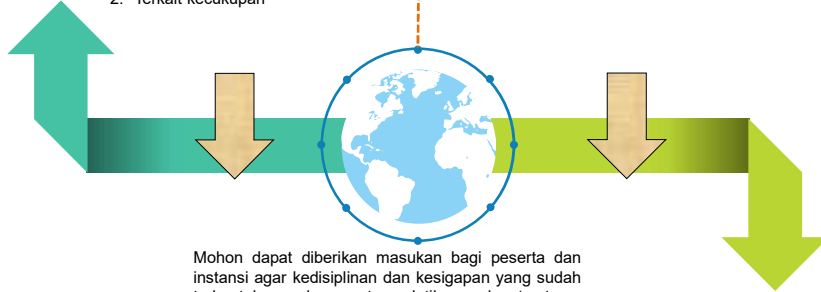 2. Terkait kecukupan
Mohon dapat diberikan masukan bagi peserta dan
instansi agar kedisiplinan dan kesigapan yang sudah